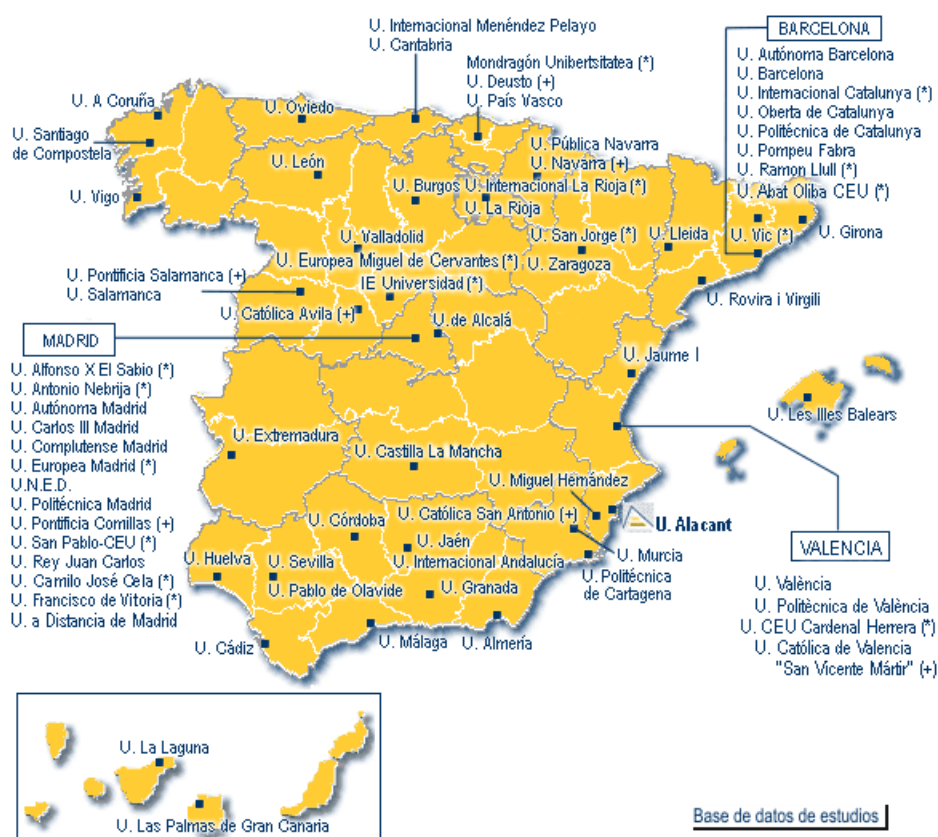 U. Internacional Menéndez Pelayo
U. Cantabria
Mondragón Unibertsitatea (*)
U. Deusto (+)
U. País Vasco
BARCELONA
U. Autónoma Barcelona
U. Barcelona
U. Internacional Catalunya (*)
U. Oberta de Catalunya
U. Politécnica de Catalunya
U. Pompeu Fabra
U. Ramon Llull (*)
U. Abat Oliba CEU (*)
U. Vic (*)
U. Girona
U. A Coruña
U. Oviedo
U. Santiago
de Compostela
U. León
U. Pública Navarra
U. Navarra (+)
U. Vigo
U. Burgos
U. Internacional La Rioja (*)
U. La Rioja
U. Valladolid
U. San Jorge (*)
U. Lleida
U. Europea Miguel de Cervantes (*)
U. Zaragoza
U. Pontificia Salamanca (+)
U. Salamanca
IE Universidad (*)
U. Rovira i Virgili
U. Católica Avila (+)
U.de Alcalá
MADRID
U. Alfonso X El Sabio (*)
U. Antonio Nebrija (*)
U. Autónoma Madrid
U. Carlos III Madrid
U. Complutense Madrid
U. Europea Madrid (*)
U.N.E.D.
U. Politécnica Madrid
U. Pontificia Comillas (+)
U. San Pablo-CEU (*)
U. Rey Juan Carlos
U. Camilo José Cela (*)
U. Francisco de Vitoria (*)
U. a Distancia de Madrid
U. Jaume I
U. Les Illes Balears
U. Extremadura
U. Castilla La Mancha
U. Miguel Hernández
U. Alacant
U. Córdoba
U. Católica San Antonio (+)
U. Jaén
U. Murcia
U. Huelva
U. Sevilla
U. Internacional Andalucía
U. Politécnica
de Cartagena
U. Pablo de Olavide
U. Granada
U. Cádiz
U. Málaga
U. Almería
VALENCIA
U. València
U. Politècnica de València
U. CEU Cardenal Herrera (*)
U. Católica de Valencia
"San Vicente Mártir" (+)
U. La Laguna
U. Las Palmas de Gran Canaria
Base de datos de estudios